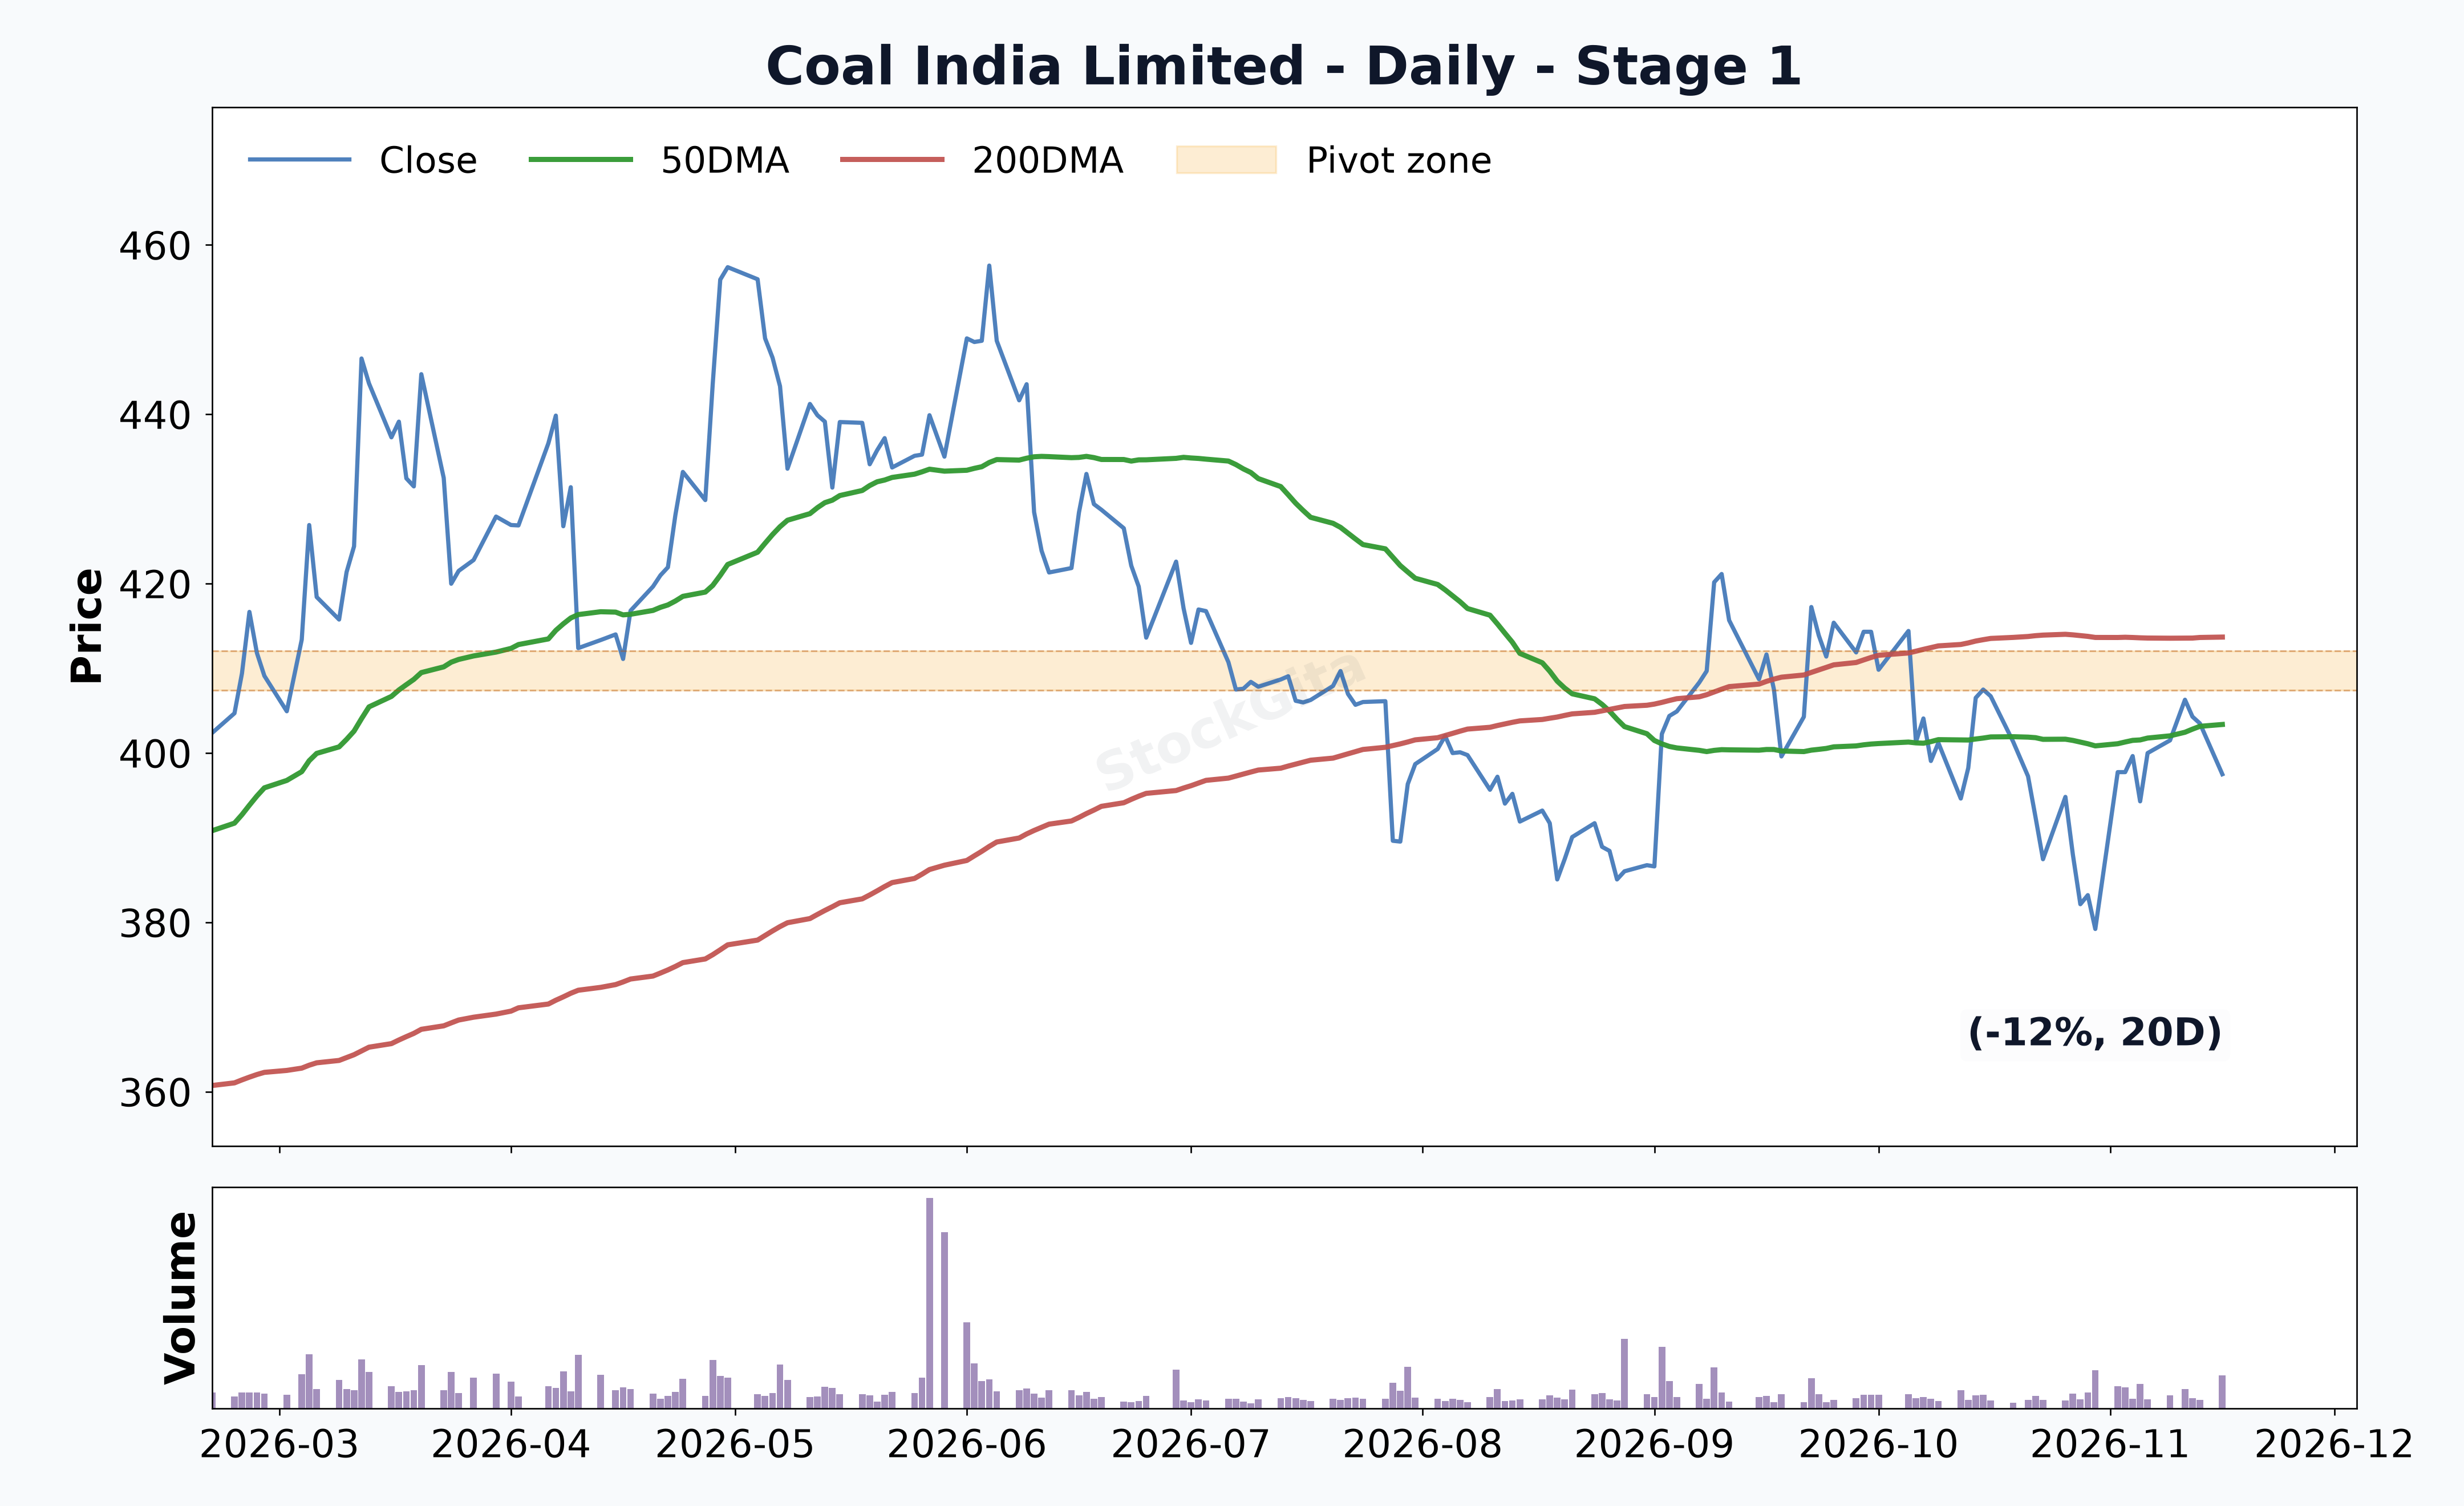 Coal India Limited - Daily - Stage 1
Close 50DMA 200DMA Pivot zone
Price
460
440
420
400
380
360
StockGita
(-12%, 20D)
Volume
2026-03 2026-04 2026-05 2026-06 2026-07 2026-08 2026-09 2026-10 2026-11 2026-12